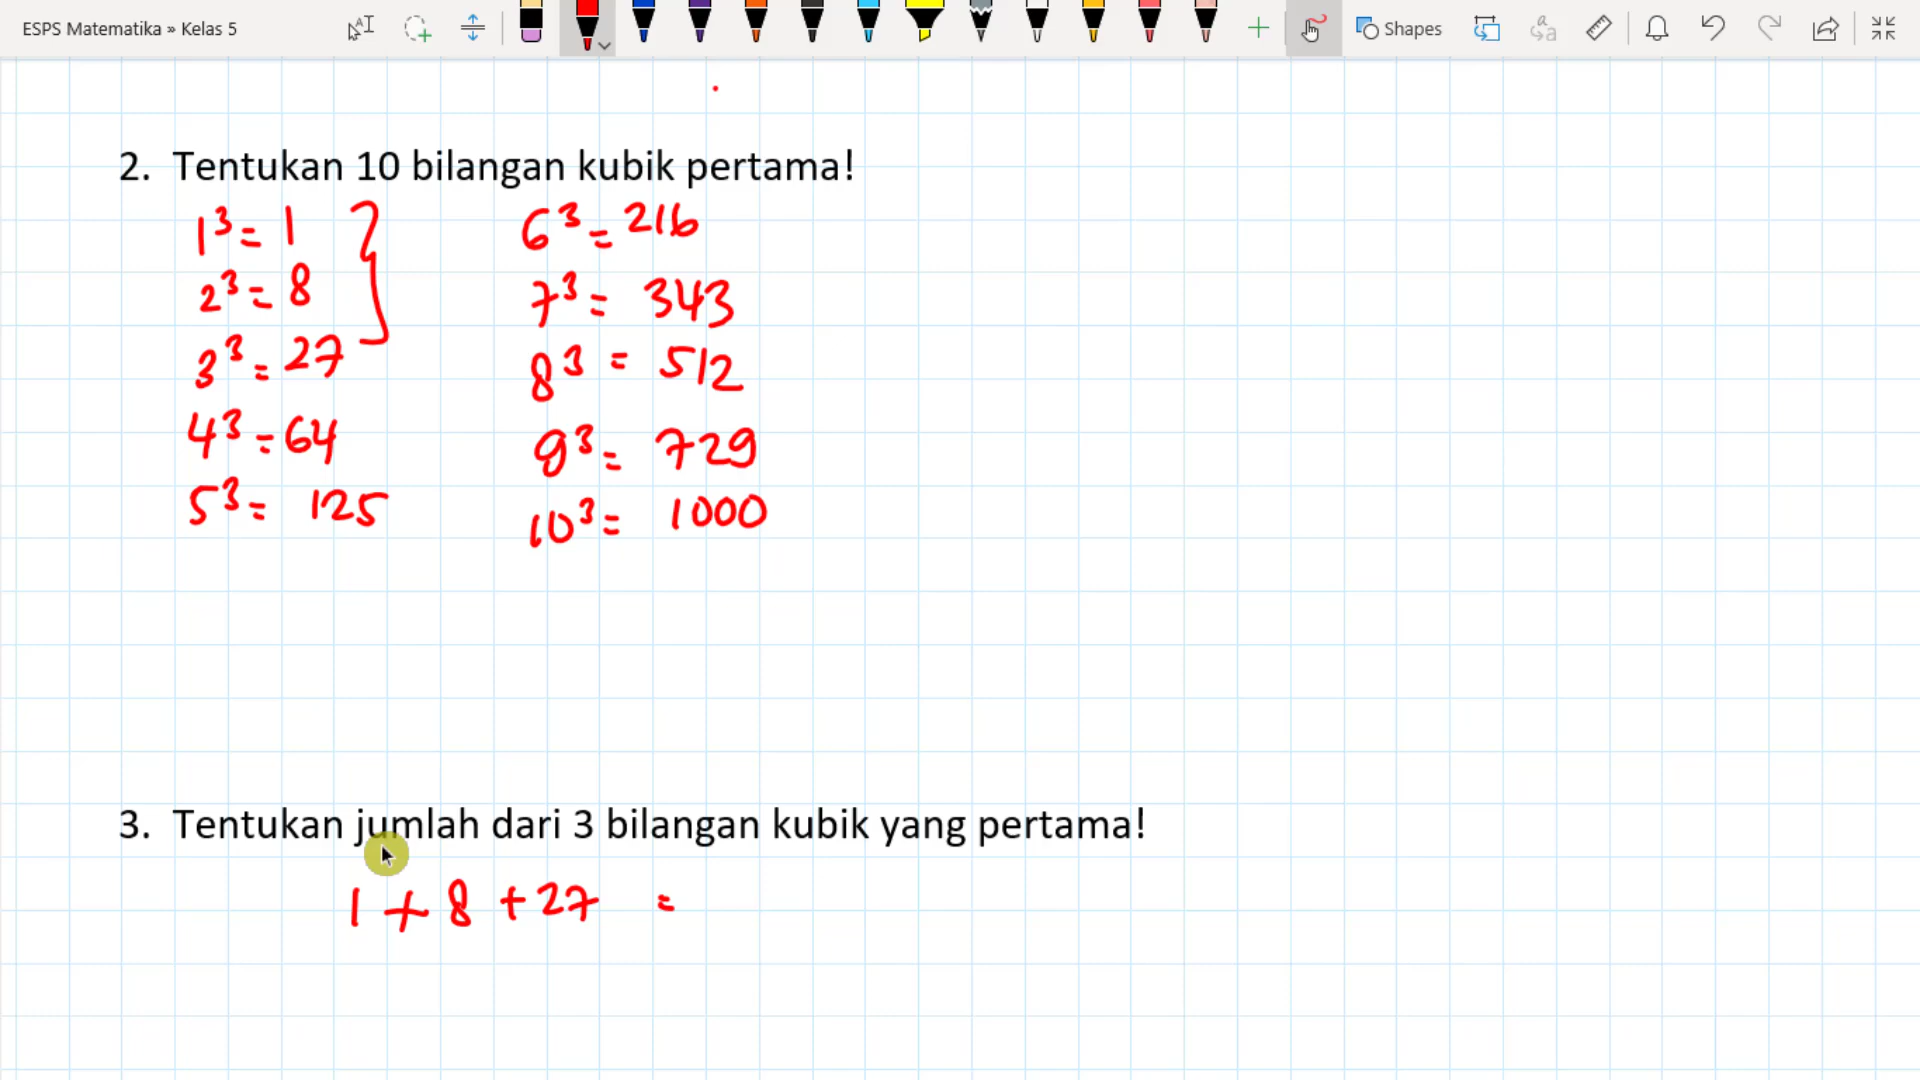 ESPS Matematika » Kelas 5
Shapes
2. Tentukan 10 bilangan kubik pertama!
1³ = 1
2³ = 8
3³ = 27
4³ = 64
5³ = 125
6³ = 216
7³ = 343
8³ = 512
9³ = 729
10³ = 1000
3. Tentukan jumlah dari 3 bilangan kubik yang pertama!
1 + 8 + 27 =